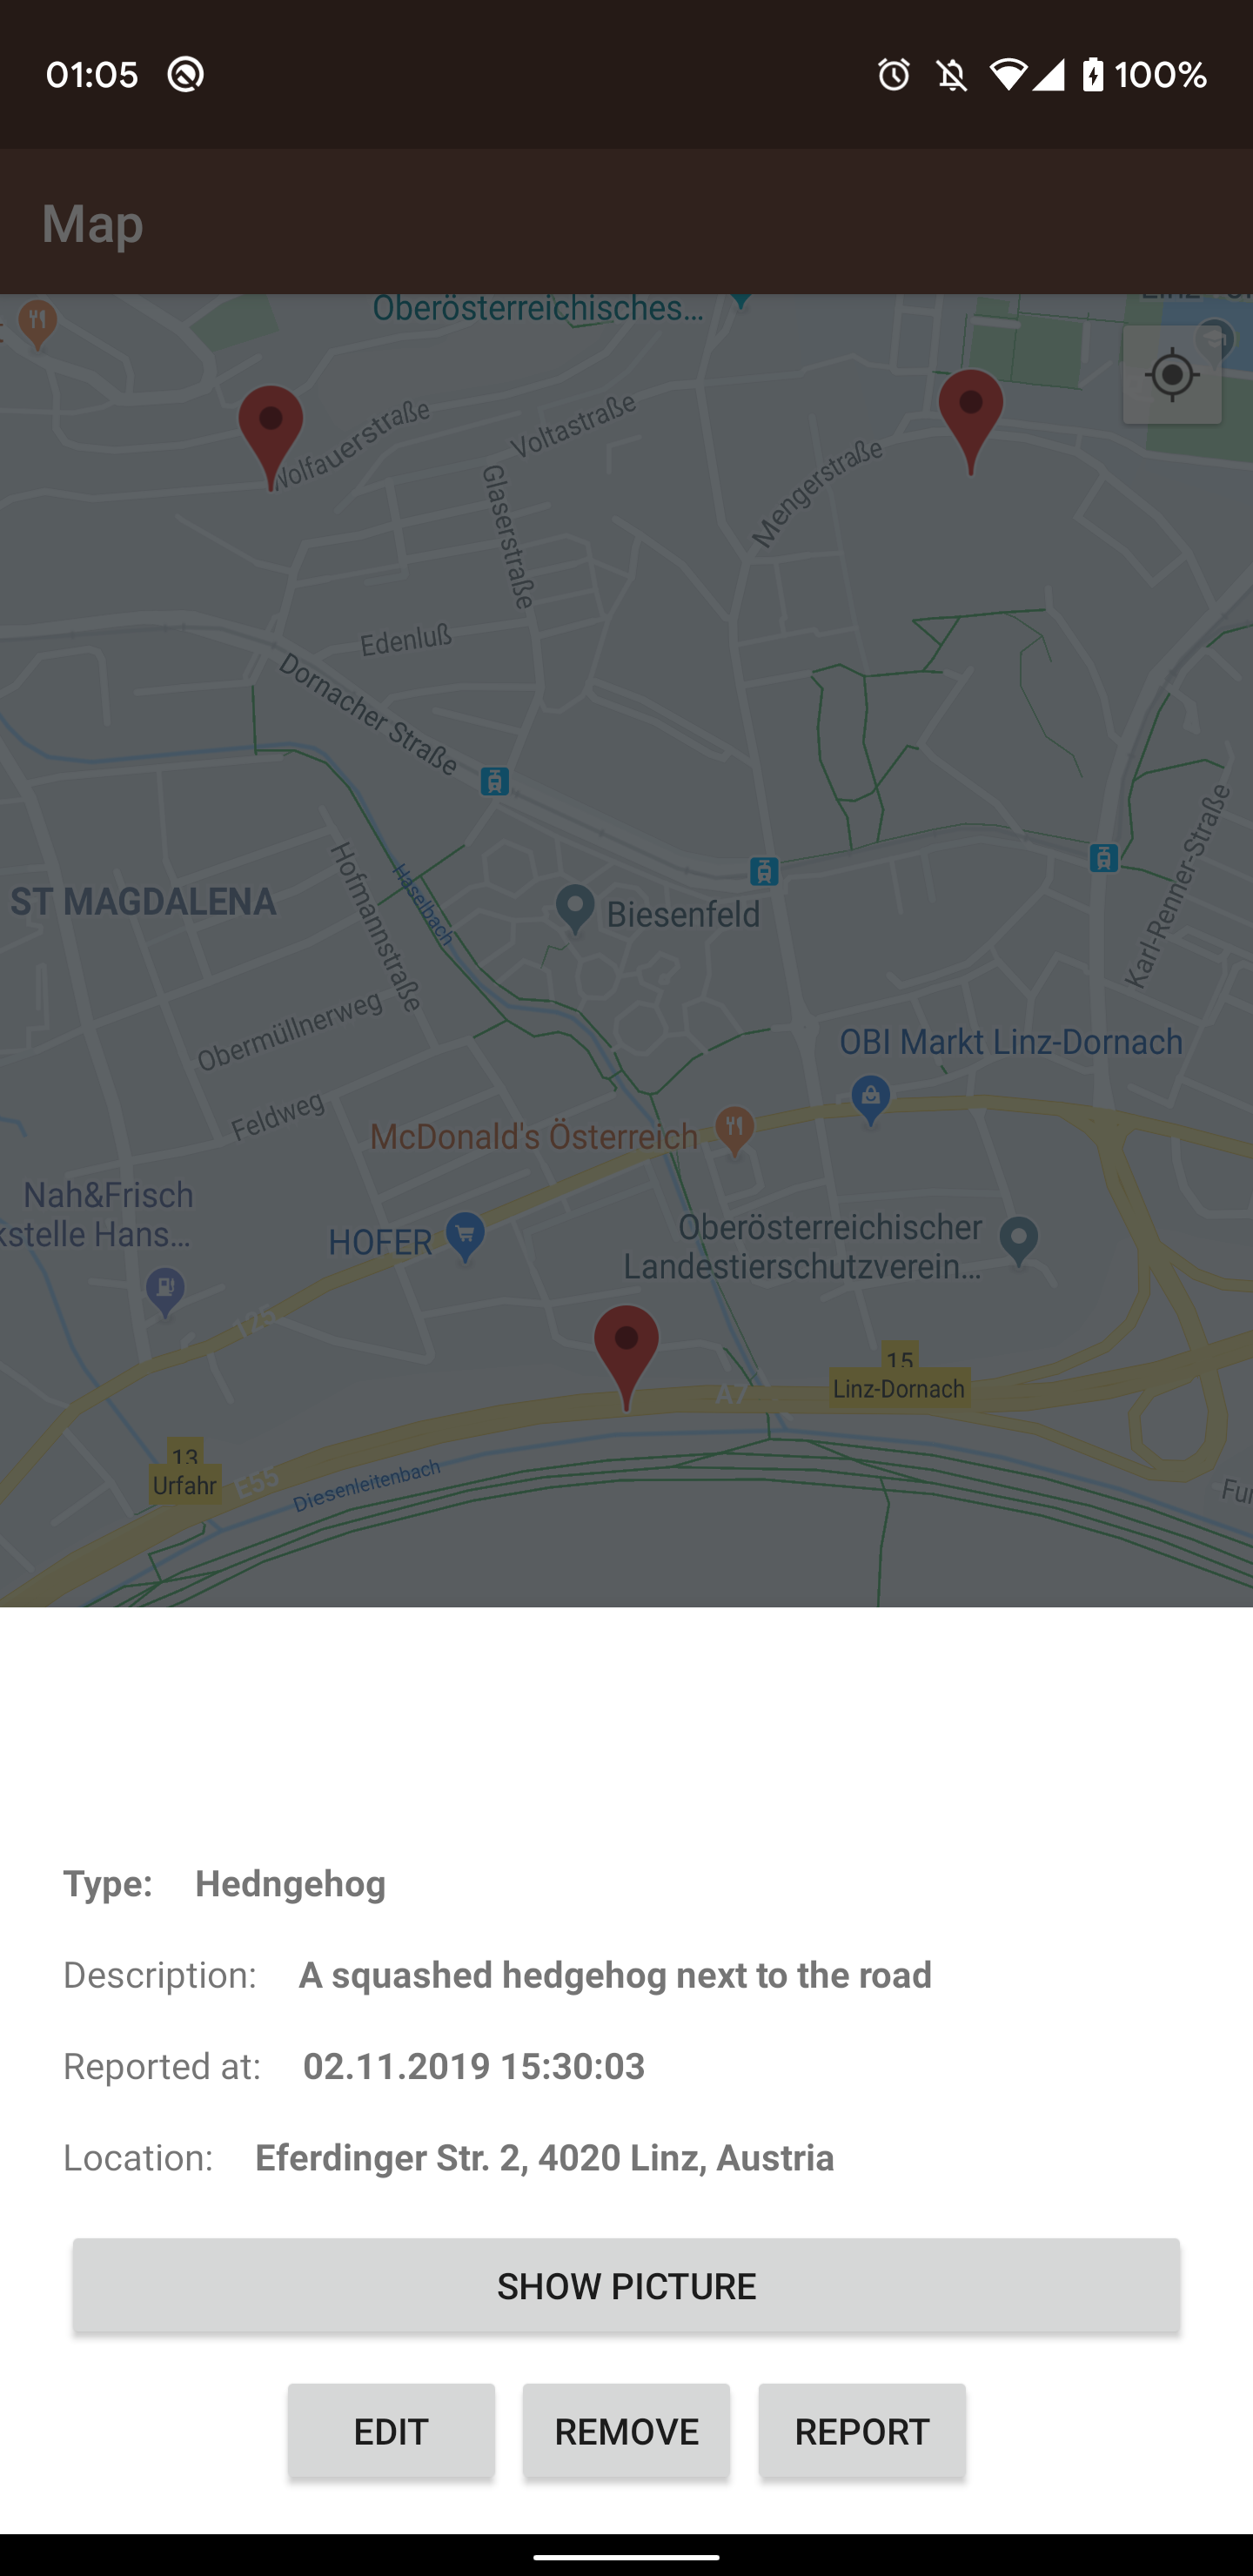 01:05 100%
Map
Oberösterreichisches...
Wolfauerstraße
Voltastraße
Glaserstraße
Mengerstraße
Edenluß
Dornacher Straße
Hofmannstraße
Haselbach
Karl-Renner-Straße
ST MAGDALENA
Biesenfeld
Obermüllnerweg
OBI Markt Linz-Dornach
Feldweg
McDonald's Österreich
Nah&Frisch
kstelle Hans...
HOFER
Oberösterreichischer
Landestierschutzverein...
125
15
A7
Linz-Dornach
13
Urfahr
E55
Diesenleitenbach
Type: Hedngehog
Description: A squashed hedgehog next to the road
Reported at: 02.11.2019 15:30:03
Location: Eferdinger Str. 2, 4020 Linz, Austria
SHOW PICTURE
EDIT REMOVE REPORT